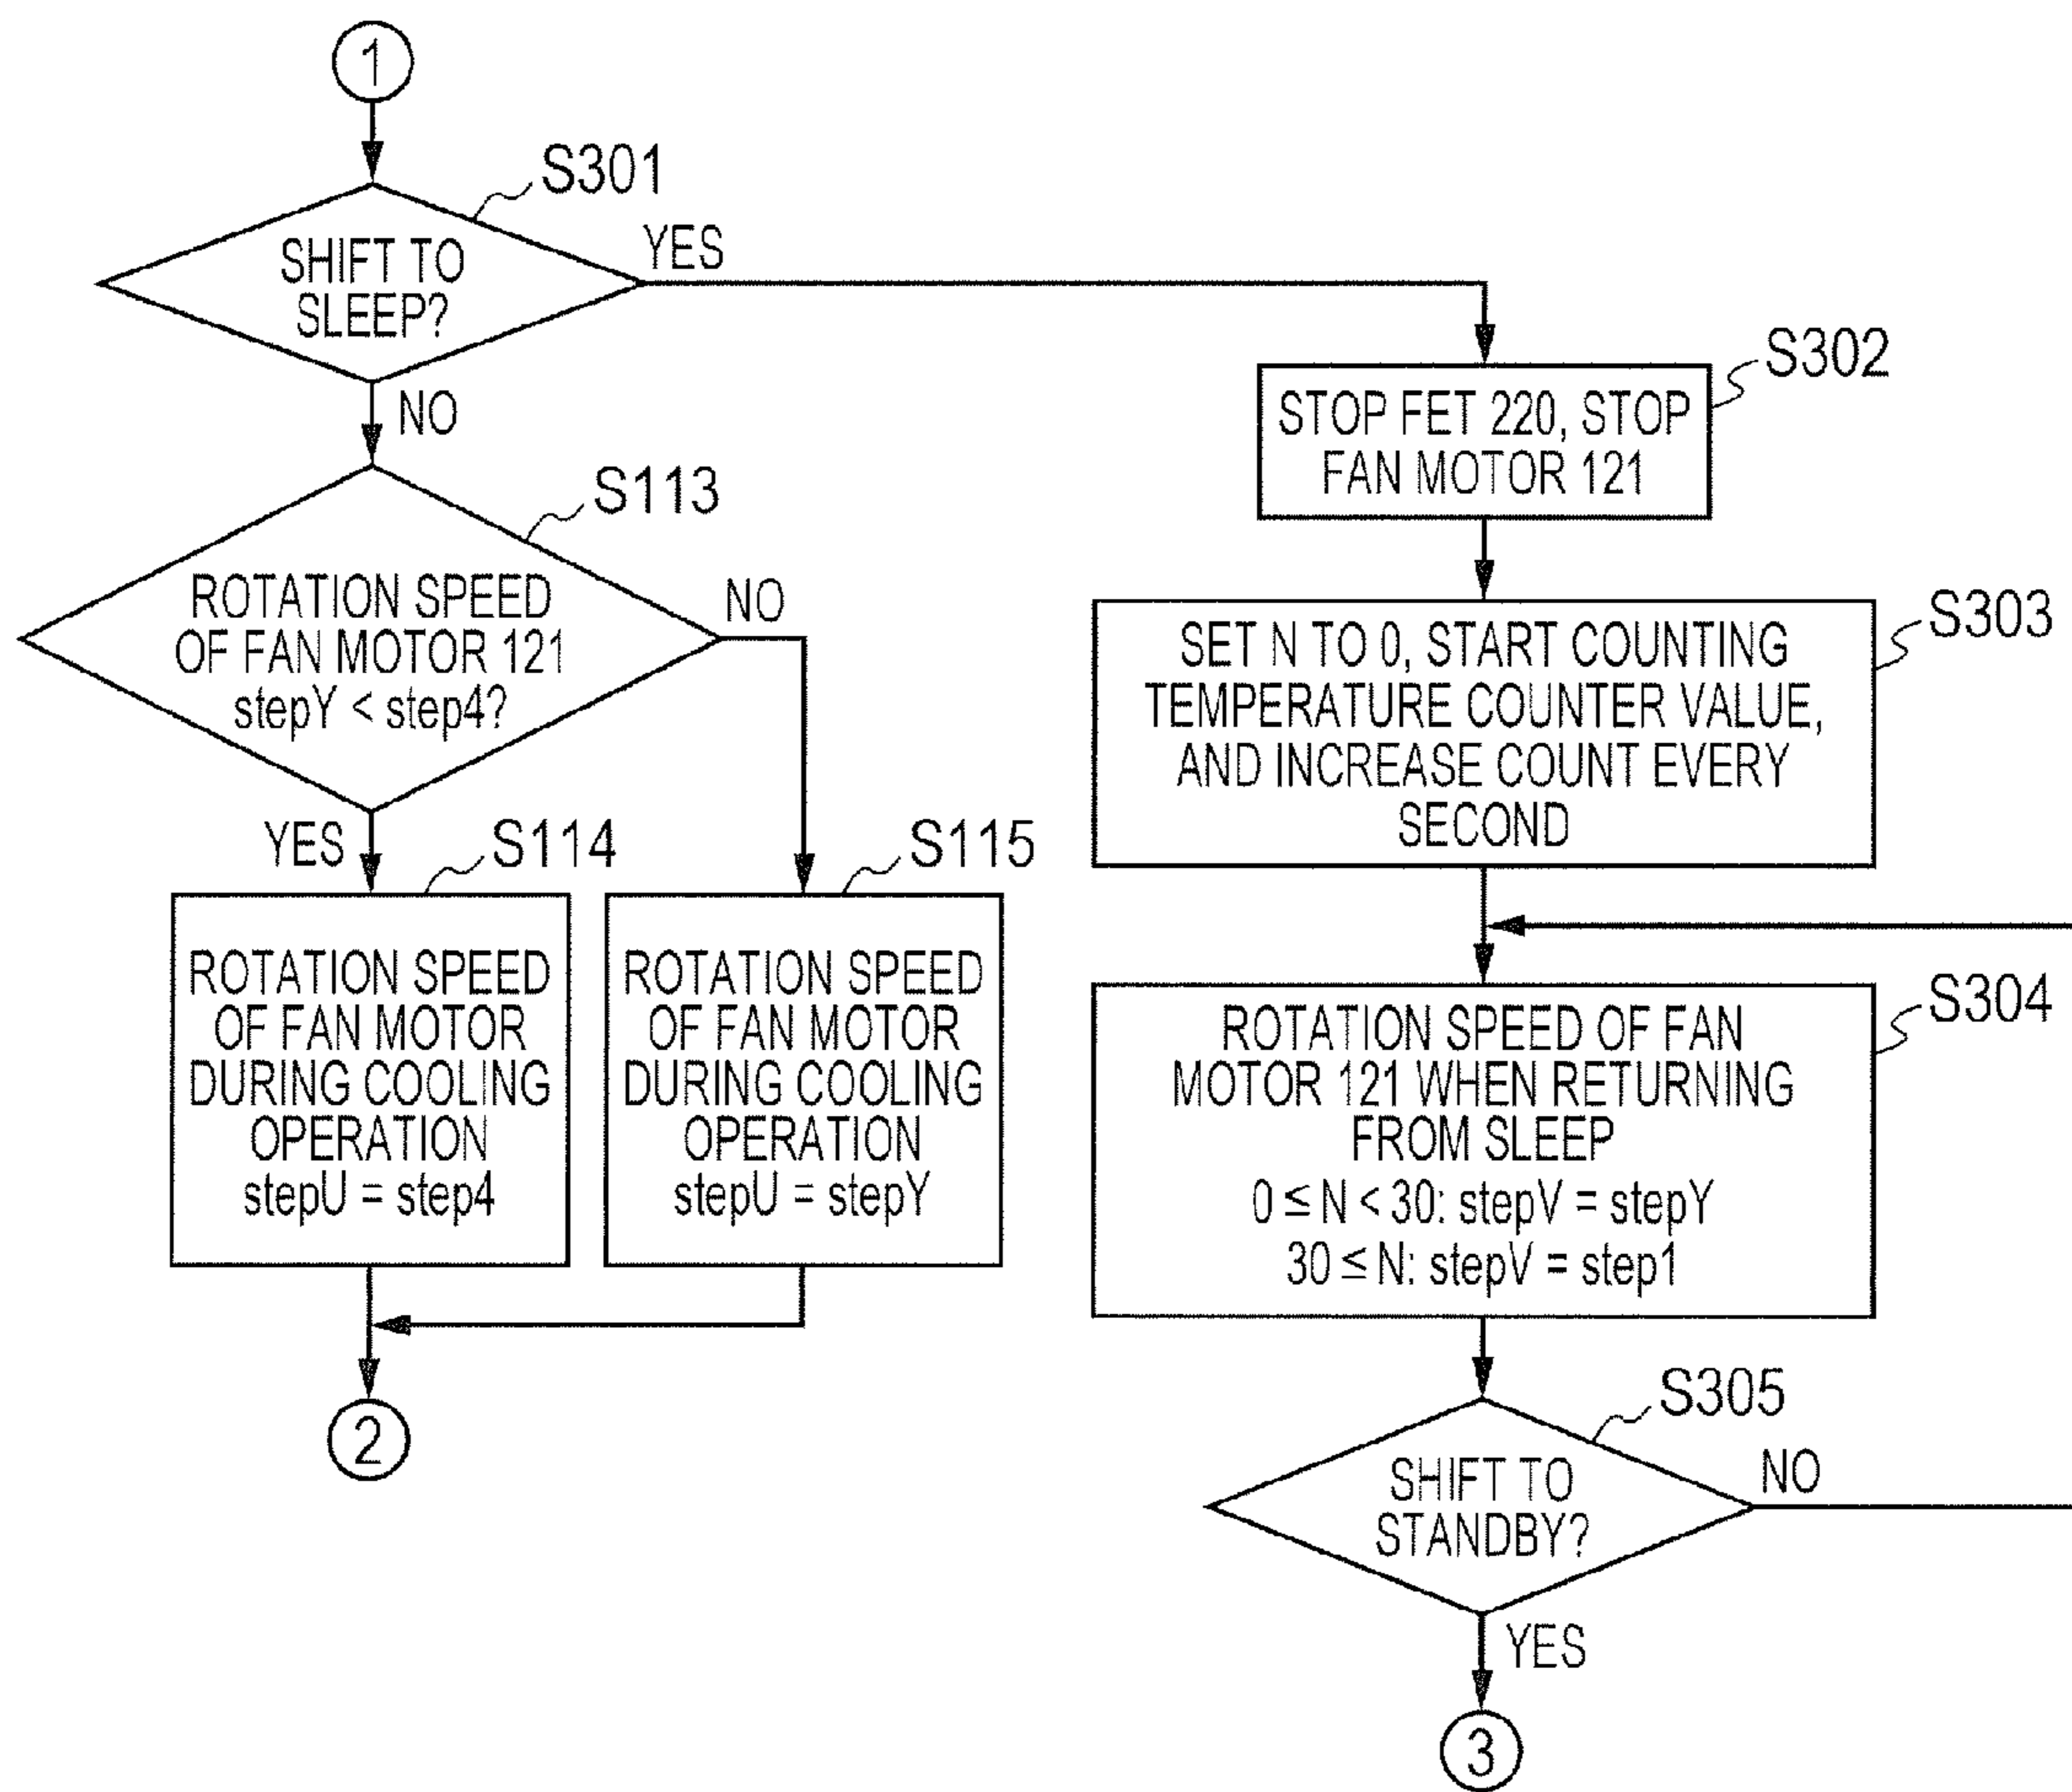 1
S301
SHIFT TO
SLEEP?
YES
NO
S113
ROTATION SPEED
OF FAN MOTOR 121
stepY < step4?
NO
YES
S114
ROTATION SPEED
OF FAN MOTOR
DURING COOLING
OPERATION
stepU = step4
S115
ROTATION SPEED
OF FAN MOTOR
DURING COOLING
OPERATION
stepU = stepY
2
S302
STOP FET 220, STOP
FAN MOTOR 121
S303
SET N TO 0, START COUNTING
TEMPERATURE COUNTER VALUE,
AND INCREASE COUNT EVERY
SECOND
S304
ROTATION SPEED OF FAN
MOTOR 121 WHEN RETURNING
FROM SLEEP
0 ≤ N < 30: stepV = stepY
30 ≤ N: stepV = step1
S305
SHIFT TO
STANDBY?
NO
YES
3